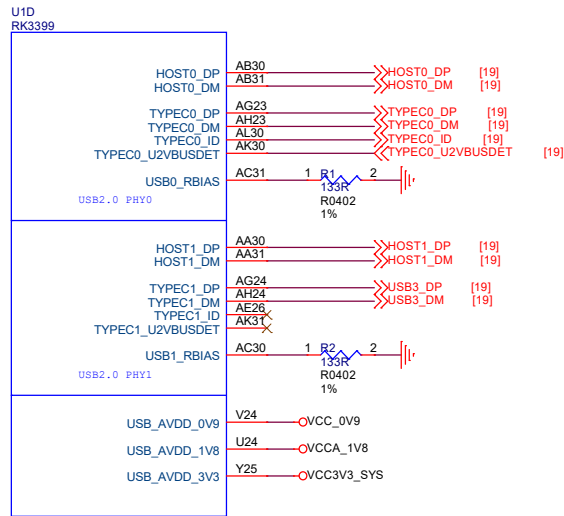 U1D
RK3399
HOST0_DP AB30 HOST0_DP [19]
HOST0_DM AB31 HOST0_DM [19]
TYPEC0_DP AG23 TYPEC0_DP [19]
TYPEC0_DM AH23 TYPEC0_DM [19]
TYPEC0_ID AL30 TYPEC0_ID [19]
TYPEC0_U2VBUSDET AK30 TYPEC0_U2VBUSDET [19]
USB0_RBIAS AC31 1 R1 2
133R
USB2.0 PHY0 R0402
1%
HOST1_DP AA30 HOST1_DP [19]
HOST1_DM AA31 HOST1_DM [19]
TYPEC1_DP AG24 USB3_DP [19]
TYPEC1_DM AH24 USB3_DM [19]
TYPEC1_ID AE26
TYPEC1_U2VBUSDET AK31
USB1_RBIAS AC30 1 R2 2
133R
USB2.0 PHY1 R0402
1%
USB_AVDD_0V9 V24 VCC_0V9
USB_AVDD_1V8 U24 VCCA_1V8
USB_AVDD_3V3 Y25 VCC3V3_SYS